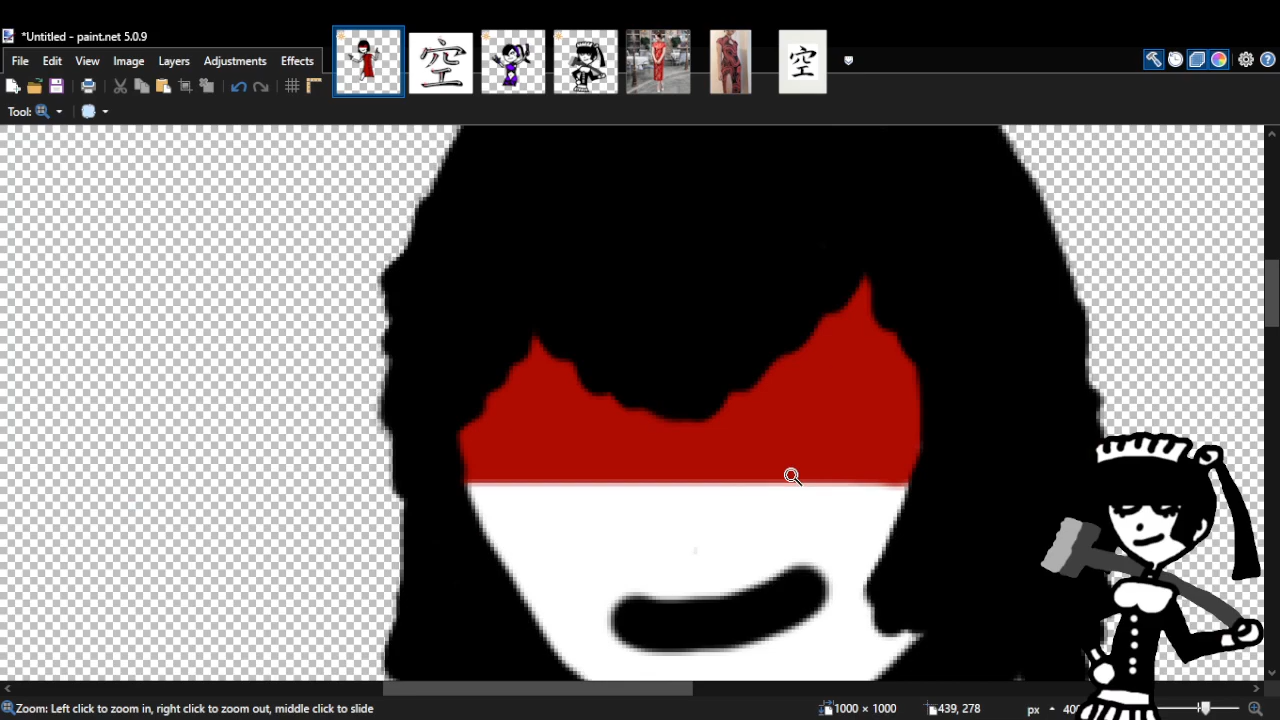 *Untitled - paint.net 5.0.9
File Edit View Image Layers Adjustments Effects
空
空
Tool:
Zoom: Left click to zoom in, right click to zoom out, middle click to slide
1000 × 1000
439, 278
px